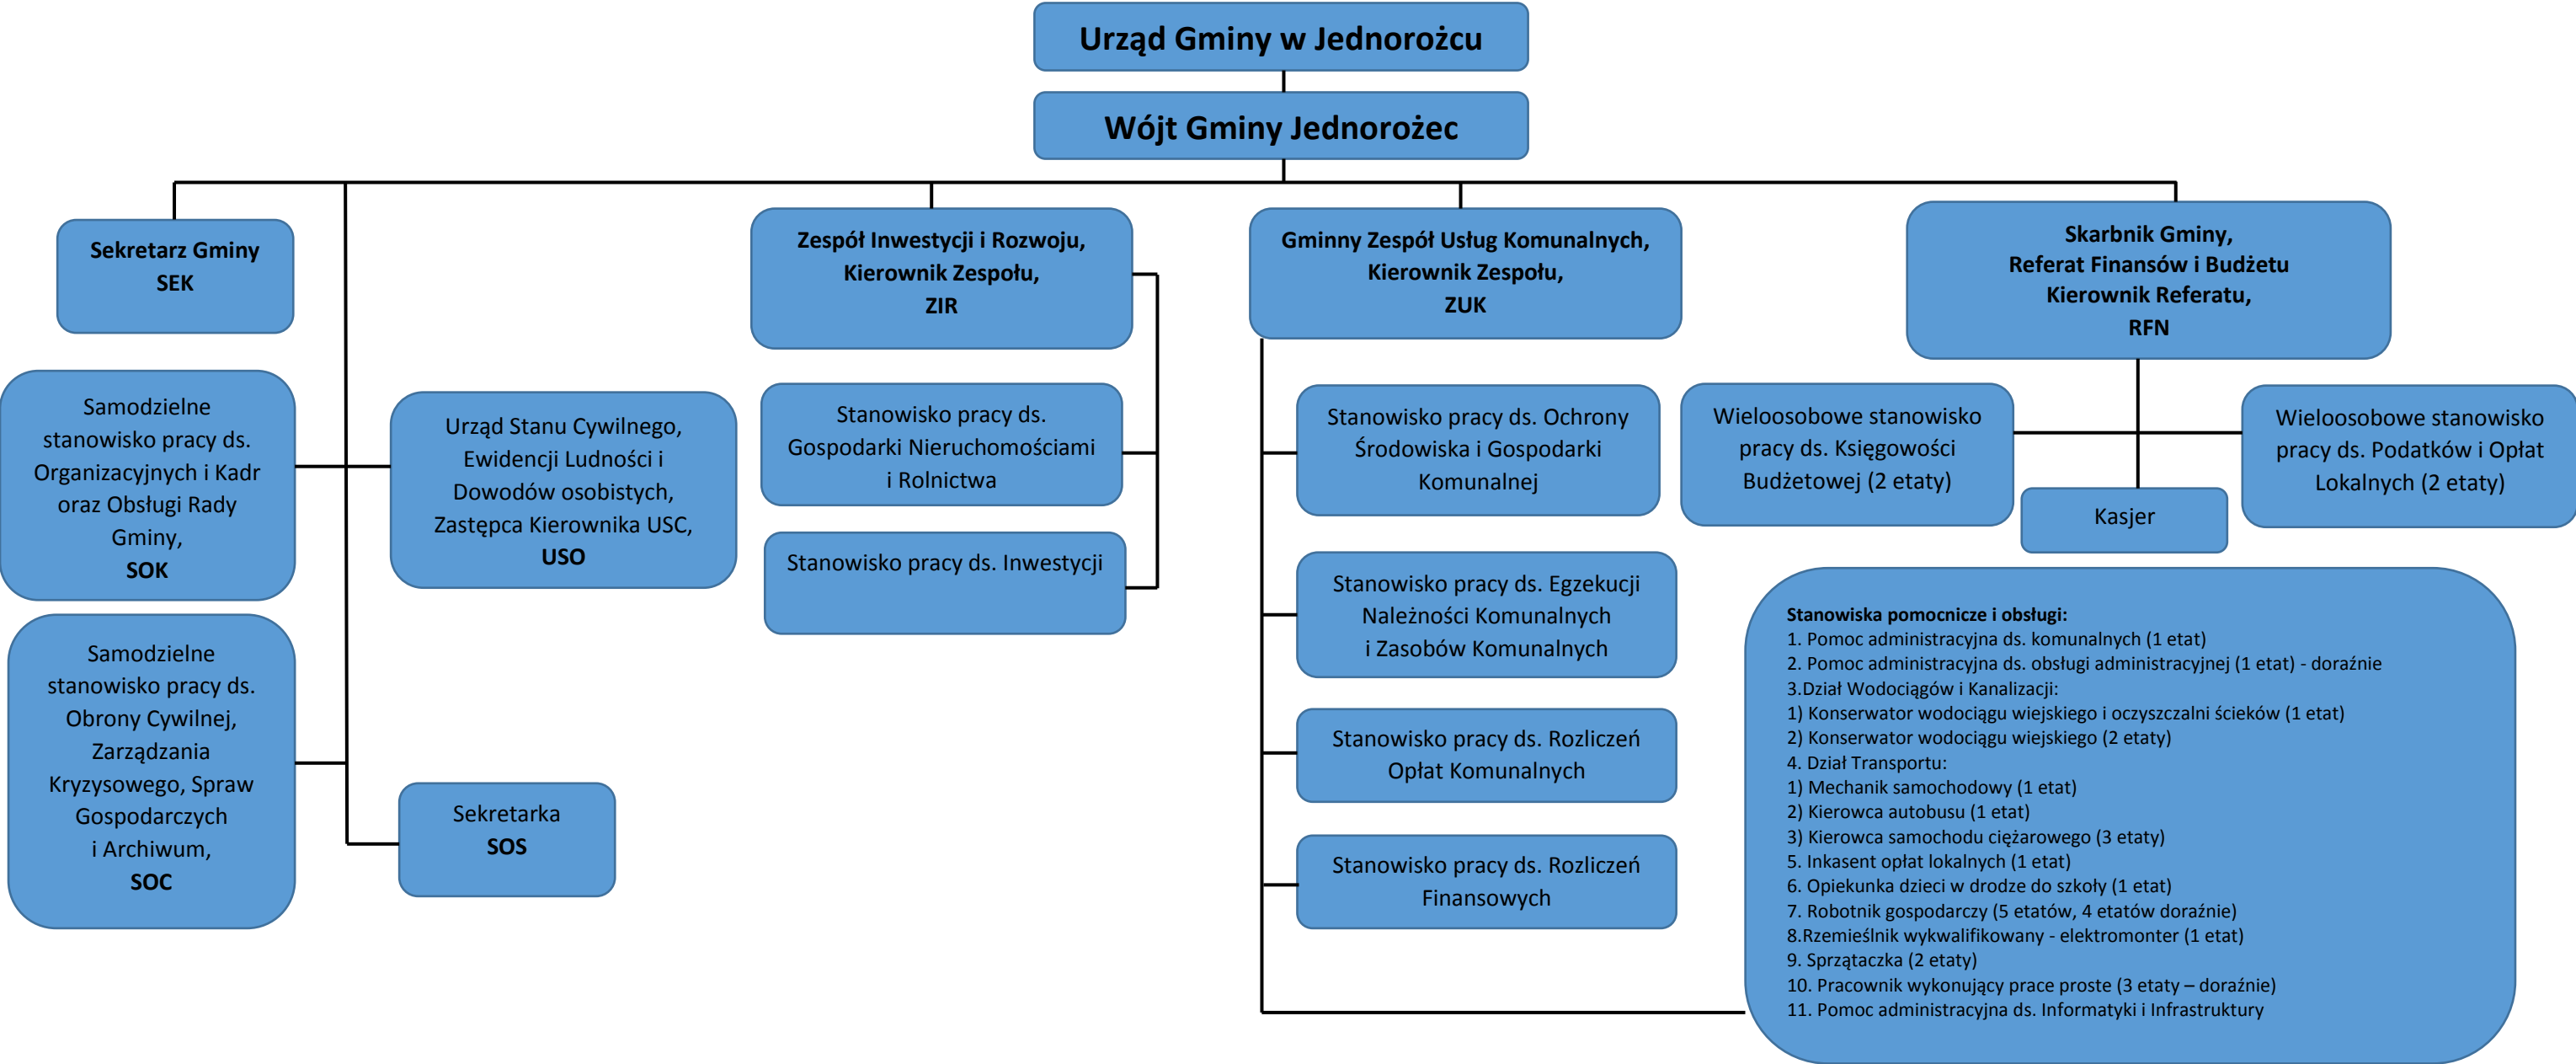 Urząd Gminy w Jednorożcu
Wójt Gminy Jednorożec
Sekretarz Gminy
SEK
Zespół Inwestycji i Rozwoju,
Kierownik Zespołu,
ZIR
Gminny Zespół Usług Komunalnych,
Kierownik Zespołu,
ZUK
Skarbnik Gminy,
Referat Finansów i Budżetu
Kierownik Referatu,
RFN
Samodzielne
stanowisko pracy ds.
Organizacyjnych i Kadr
oraz Obsługi Rady
Gminy,
SOK
Urząd Stanu Cywilnego,
Ewidencji Ludności i
Dowodów osobistych,
Zastępca Kierownika USC,
USO
Stanowisko pracy ds.
Gospodarki Nieruchomościami
i Rolnictwa
Stanowisko pracy ds. Ochrony
Środowiska i Gospodarki
Komunalnej
Wieloosobowe stanowisko
pracy ds. Księgowości
Budżetowej (2 etaty)
Wieloosobowe stanowisko
pracy ds. Podatków i Opłat
Lokalnych (2 etaty)
Kasjer
Stanowisko pracy ds. Inwestycji
Stanowisko pracy ds. Egzekucji
Należności Komunalnych
i Zasobów Komunalnych
Samodzielne
stanowisko pracy ds.
Obrony Cywilnej,
Zarządzania
Kryzysowego, Spraw
Gospodarczych
i Archiwum,
SOC
Sekretarka
SOS
Stanowisko pracy ds. Rozliczeń
Opłat Komunalnych
Stanowisko pracy ds. Rozliczeń
Finansowych
Stanowiska pomocnicze i obsługi:
1. Pomoc administracyjna ds. komunalnych (1 etat)
2. Pomoc administracyjna ds. obsługi administracyjnej (1 etat) - doraźnie
3.Dział Wodociągów i Kanalizacji:
1) Konserwator wodociągu wiejskiego i oczyszczalni ścieków (1 etat)
2) Konserwator wodociągu wiejskiego (2 etaty)
4. Dział Transportu:
1) Mechanik samochodowy (1 etat)
2) Kierowca autobusu (1 etat)
3) Kierowca samochodu ciężarowego (3 etaty)
5. Inkasent opłat lokalnych (1 etat)
6. Opiekunka dzieci w drodze do szkoły (1 etat)
7. Robotnik gospodarczy (5 etatów, 4 etatów doraźnie)
8.Rzemieślnik wykwalifikowany - elektromonter (1 etat)
9. Sprzątaczka (2 etaty)
10. Pracownik wykonujący prace proste (3 etaty – doraźnie)
11. Pomoc administracyjna ds. Informatyki i Infrastruktury